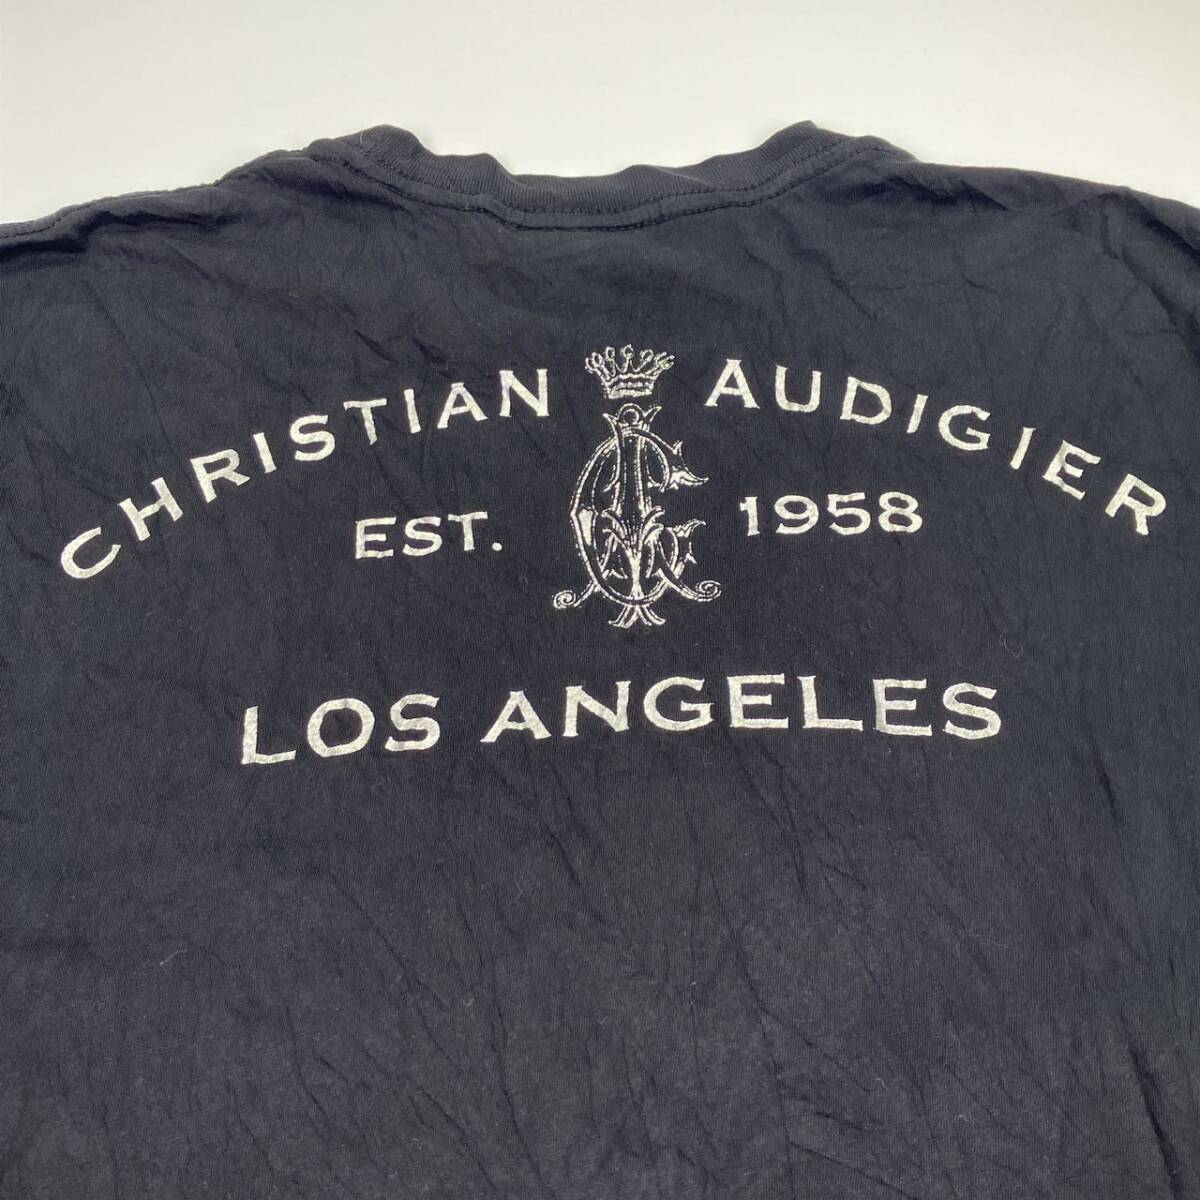 CHRISTIAN AUDIGIER
EST. 1958
LOS ANGELES